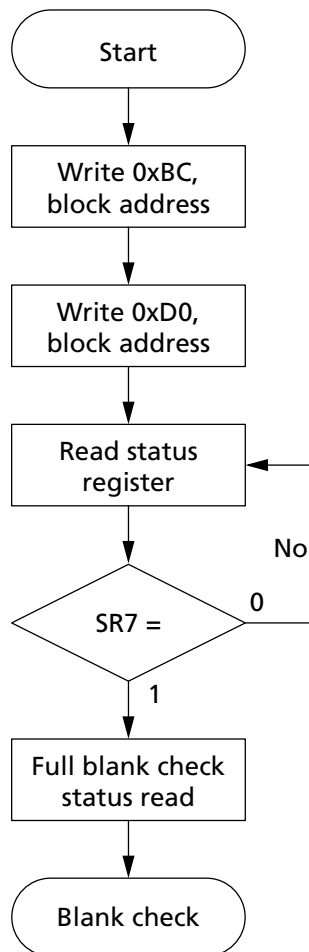 Start
Write 0xBC,
block address
Write 0xD0,
block address
Read status
register
No
SR7 =
0
1
Full blank check
status read
Blank check